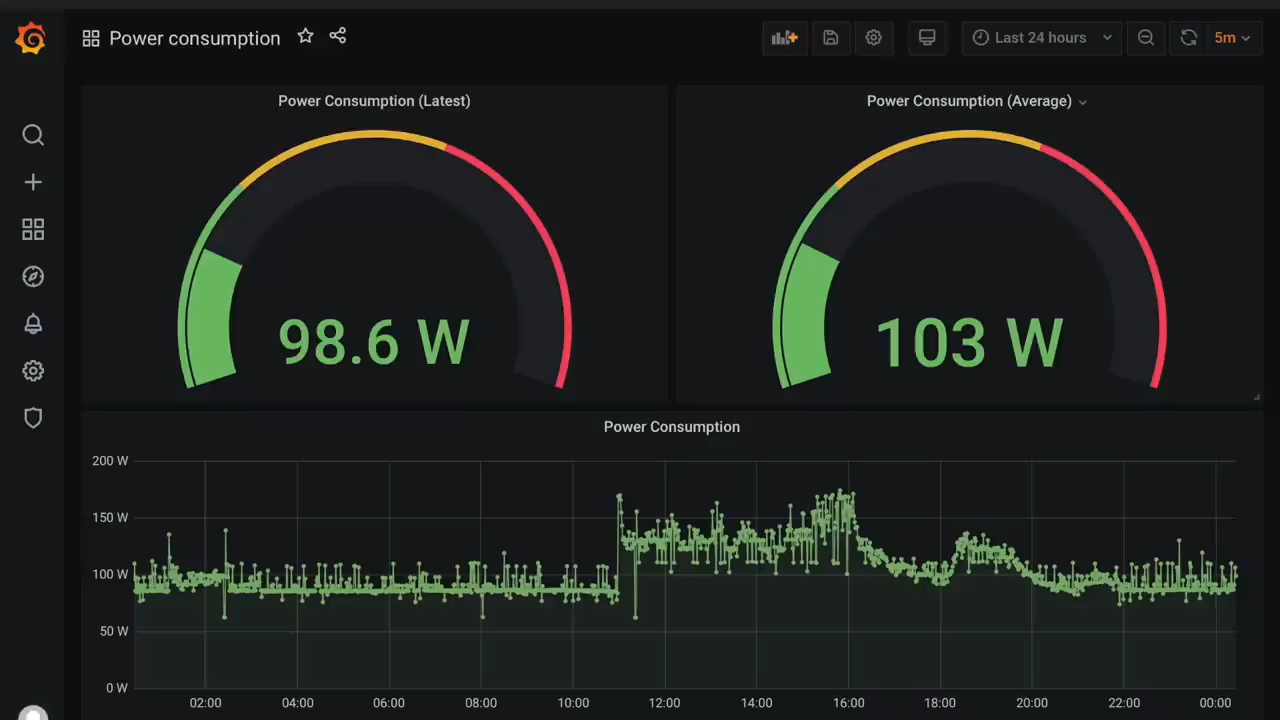 Power consumption
Last 24 hours
5m
Power Consumption (Latest)
98.6 W
Power Consumption (Average)
103 W
Power Consumption
200 W
150 W
100 W
50 W
0 W
02:00 04:00 06:00 08:00 10:00 12:00 14:00 16:00 18:00 20:00 22:00 00:00